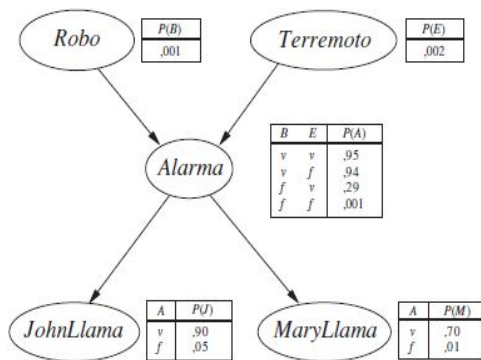 Robo
P(B)
,001
Terremoto
P(E)
,002
Alarma
B E P(A)
v v ,95
v f ,94
f v ,29
f f ,001
JohnLlama
A P(J)
v ,90
f ,05
MaryLlama
A P(M)
v ,70
f ,01